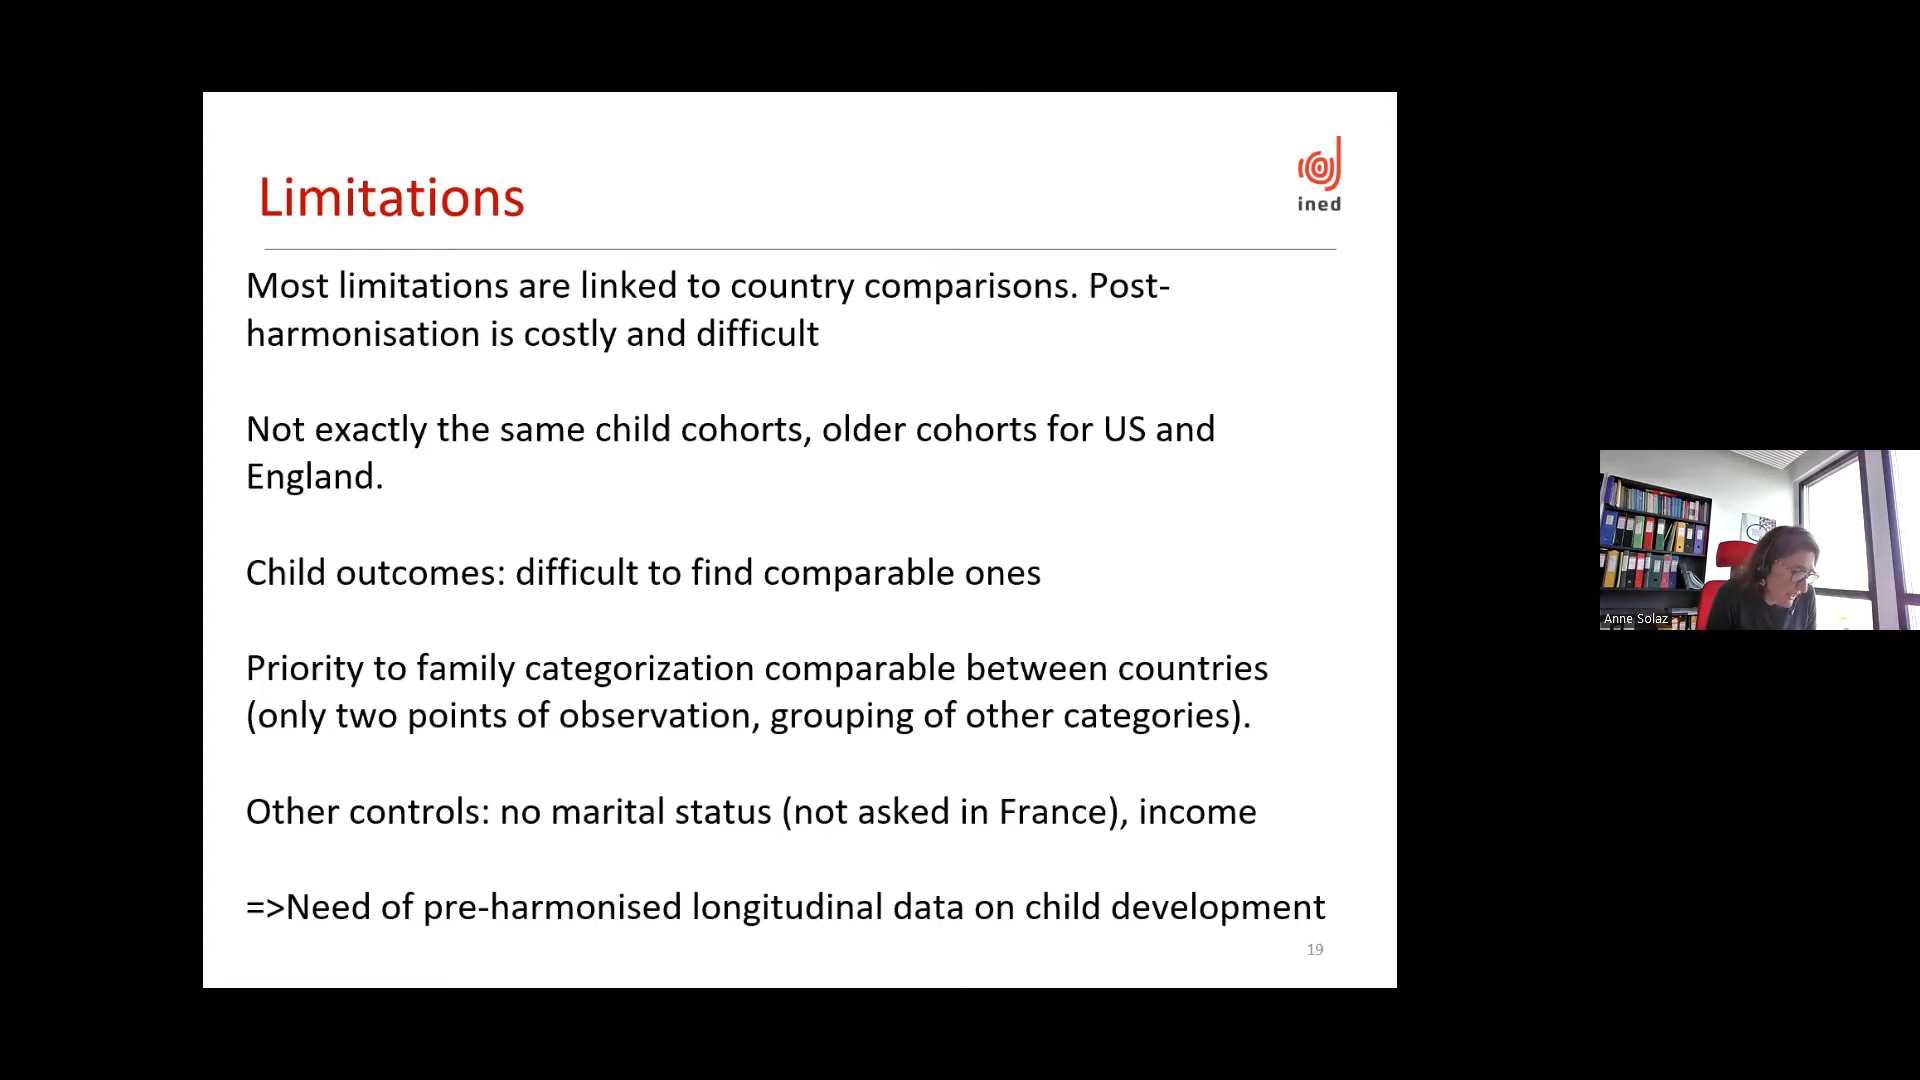 Limitations
ined
Most limitations are linked to country comparisons. Post-
harmonisation is costly and difficult
Not exactly the same child cohorts, older cohorts for US and
England.
Child outcomes: difficult to find comparable ones
Priority to family categorization comparable between countries
(only two points of observation, grouping of other categories).
Other controls: no marital status (not asked in France), income
=>Need of pre-harmonised longitudinal data on child development
19
Anne Solaz